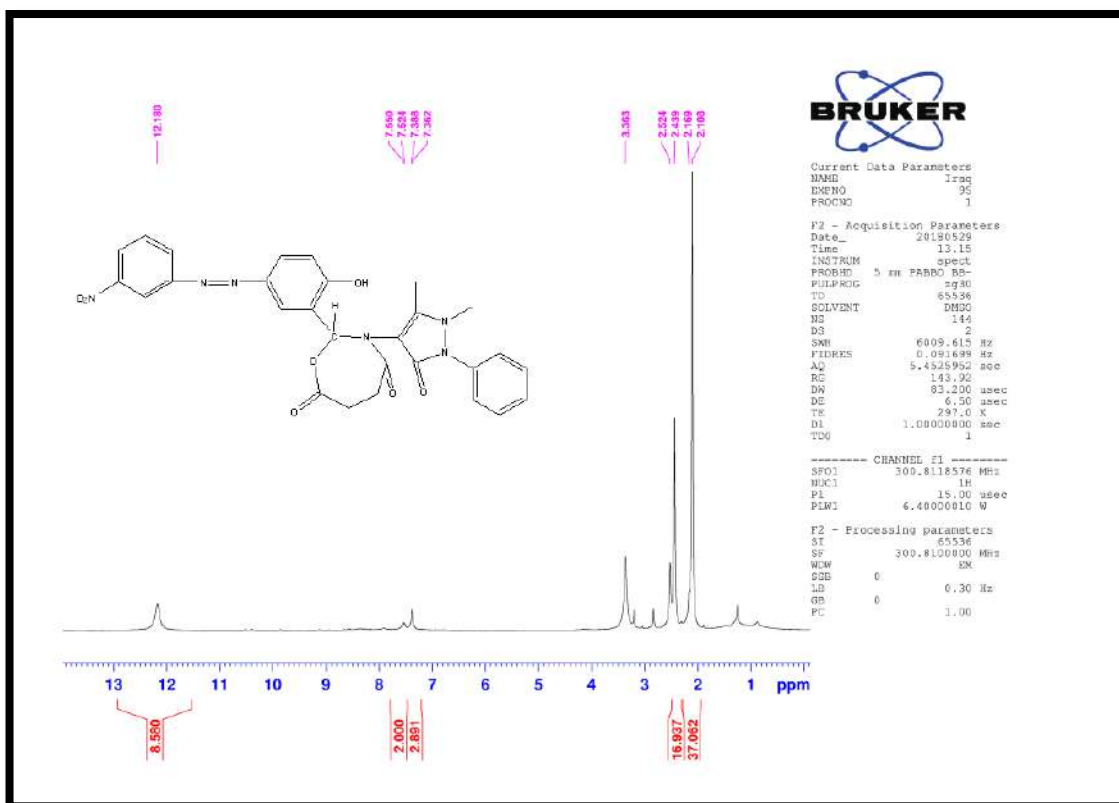 12.180
7.550
7.524
7.388
7.362
3.363
2.524
2.439
2.169
2.108
BRUKER
Current Data Parameters
NAME Iraq
EXPNO 95
PROCNO 1
F2 - Acquisition Parameters
Date_ 20180529
Time 13.15
INSTRUM spect
PROBHD 5 mm PABBO BB-
PULPROG zg30
TD 65536
SOLVENT DMSO
NS 144
DS 2
SWH 6009.615 Hz
FIDRES 0.091699 Hz
AQ 5.4525952 sec
RG 143.92
DW 83.200 usec
DE 6.50 usec
TE 297.0 K
D1 1.00000000 sec
TD0 1
======== CHANNEL f1 ========
SFO1 300.8118576 MHz
NUC1 1H
P1 15.00 usec
PLW1 6.40000010 W
F2 - Processing parameters
SI 65536
SF 300.8100000 MHz
WDW EM
SSB 0
LB 0.30 Hz
GB 0
PC 1.00
O₂N
N
N
OH
H
C
N
O
O
O
N
N
O
13 12 11 10 9 8 7 6 5 4 3 2 1 ppm
8.580
2.000
2.891
16.937
37.062